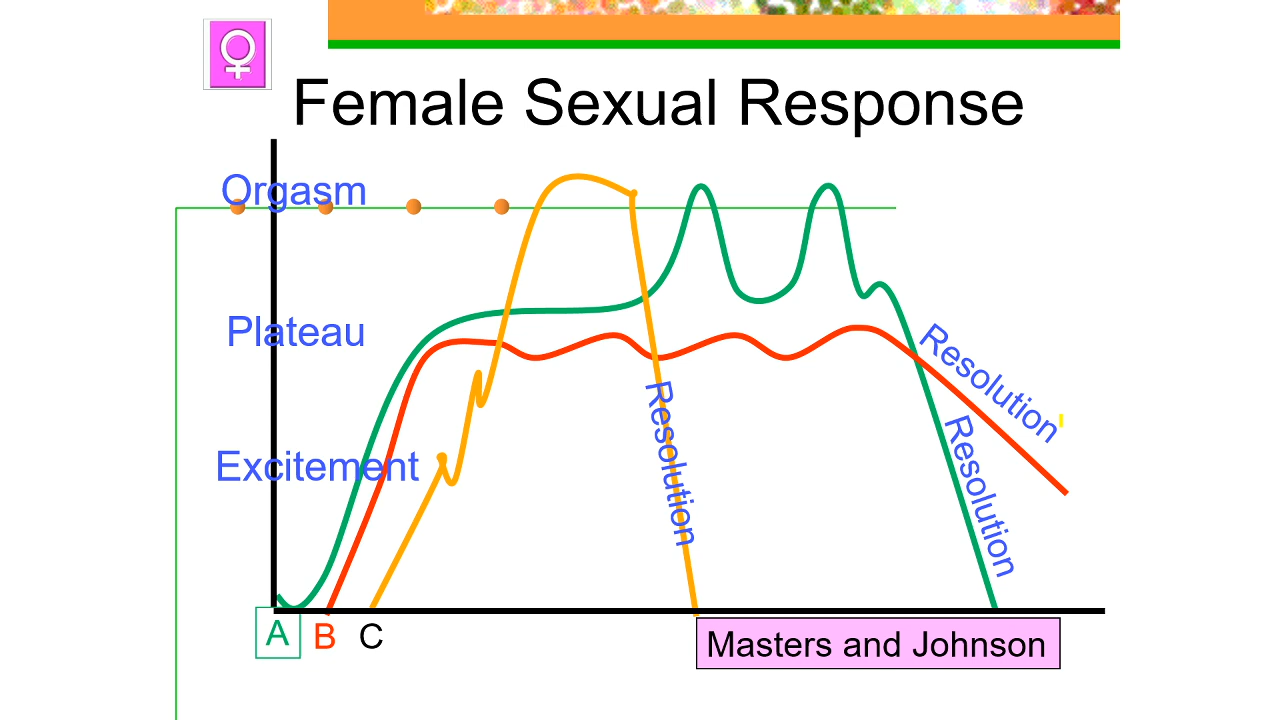 Female Sexual Response
Orgasm
Plateau
Excitement
Resolution
Resolution
Resolution
A B C
Masters and Johnson